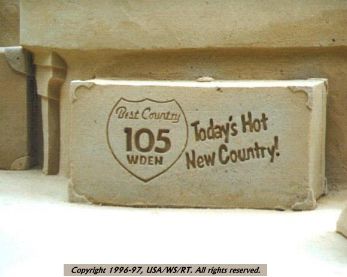 Best Country
105
WDEN
Today's Hot
New Country!
Copyright 1996-97, USA/WS/RT. All rights reserved.